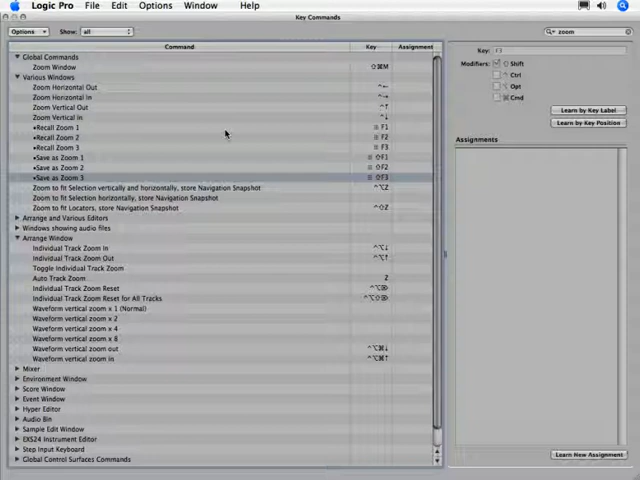 Logic Pro File Edit Options Window Help
Key Commands
Options Show: all zoom
Command Key Assignment
Global Commands
Zoom Window ⇧⌘M
Various Windows
Zoom Horizontal Out ^←
Zoom Horizontal In ^→
Zoom Vertical Out ^↑
Zoom Vertical In ^↓
•Recall Zoom 1 F1
•Recall Zoom 2 F2
•Recall Zoom 3 F3
•Save as Zoom 1 ⇧F1
•Save as Zoom 2 ⇧F2
•Save as Zoom 3 ⇧F3
Zoom to fit Selection vertically and horizontally, store Navigation Snapshot ^⌥Z
Zoom to fit Selection horizontally, store Navigation Snapshot
Zoom to fit Locators, store Navigation Snapshot ^⇧Z
Arrange and Various Editors
Windows showing audio files
Arrange Window
Individual Track Zoom In ^⌥↓
Individual Track Zoom Out ^⌥↑
Toggle Individual Track Zoom
Auto Track Zoom Z
Individual Track Zoom Reset ^⌥⌦
Individual Track Zoom Reset for All Tracks ^⌥⇧⌦
Waveform vertical zoom x 1 (Normal)
Waveform vertical zoom x 2
Waveform vertical zoom x 4
Waveform vertical zoom x 8
Waveform vertical zoom out ^⌥⌘↓
Waveform vertical zoom in ^⌥⌘↑
Mixer
Environment Window
Score Window
Event Window
Hyper Editor
Audio Bin
Sample Edit Window
EXS24 Instrument Editor
Step Input Keyboard
Global Control Surfaces Commands
Key: F3
Modifiers: ⇧ Shift
^ Ctrl
⌥ Opt
⌘ Cmd
Learn by Key Label
Learn by Key Position
Assignments
Learn New Assignment